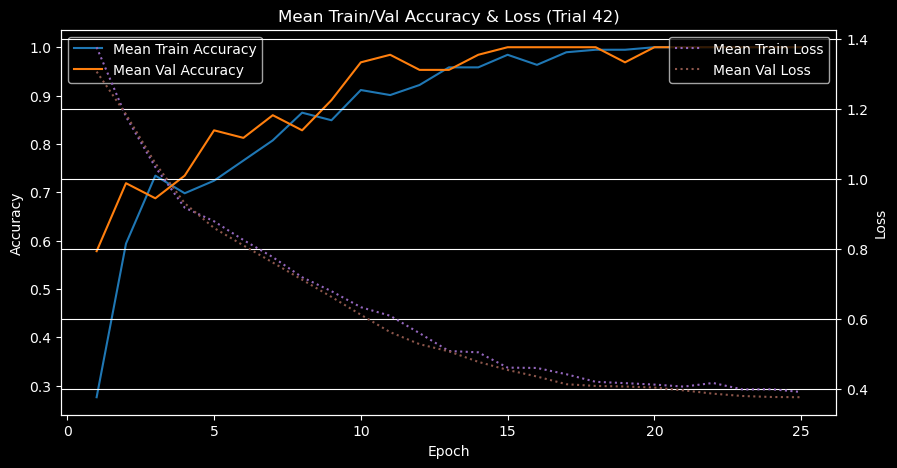 Mean Train/Val Accuracy & Loss (Trial 42)
Mean Train Accuracy
Mean Val Accuracy
Mean Train Loss
Mean Val Loss
1.0
0.9
0.8
0.7
0.6
0.5
0.4
0.3
Accuracy
1.4
1.2
1.0
0.8
0.6
0.4
Loss
0 5 10 15 20 25
Epoch